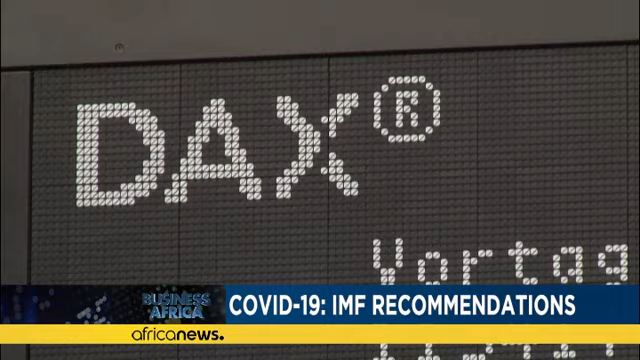 DAX®
Vortag
BUSINESS
AFRICA
COVID-19: IMF RECOMMENDATIONS
africanews.